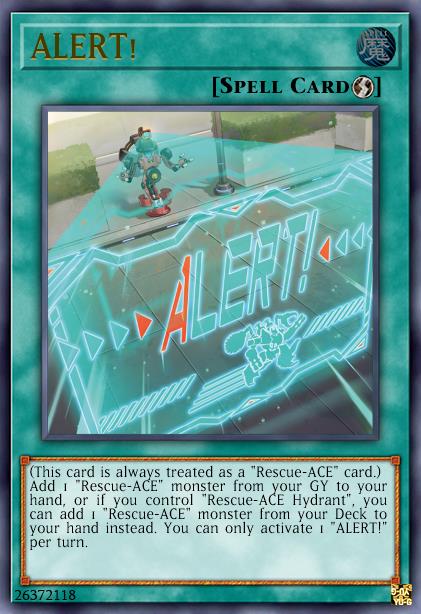 ALERT!
魔
[SPELL CARD]
ALERT!
(This card is always treated as a "Rescue-ACE" card.)
Add 1 "Rescue-ACE" monster from your GY to your
hand, or if you control "Rescue-ACE Hydrant", you
can add 1 "Rescue-ACE" monster from your Deck to
your hand instead. You can only activate 1 "ALERT!"
per turn.
26372118